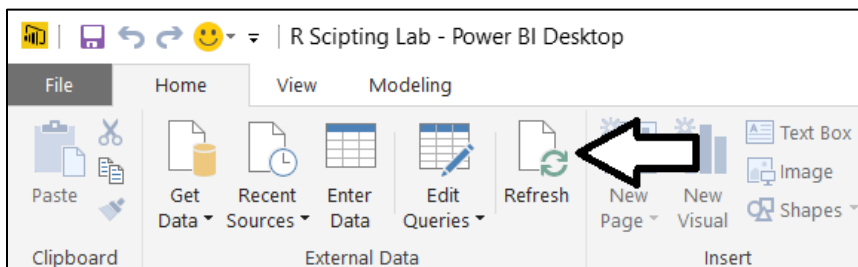 R Scipting Lab - Power BI Desktop
File Home View Modeling
Paste
Get Data
Recent Sources
Enter Data
Edit Queries
Refresh
New Page
New Visual
Text Box
Image
Shapes
Clipboard External Data Insert